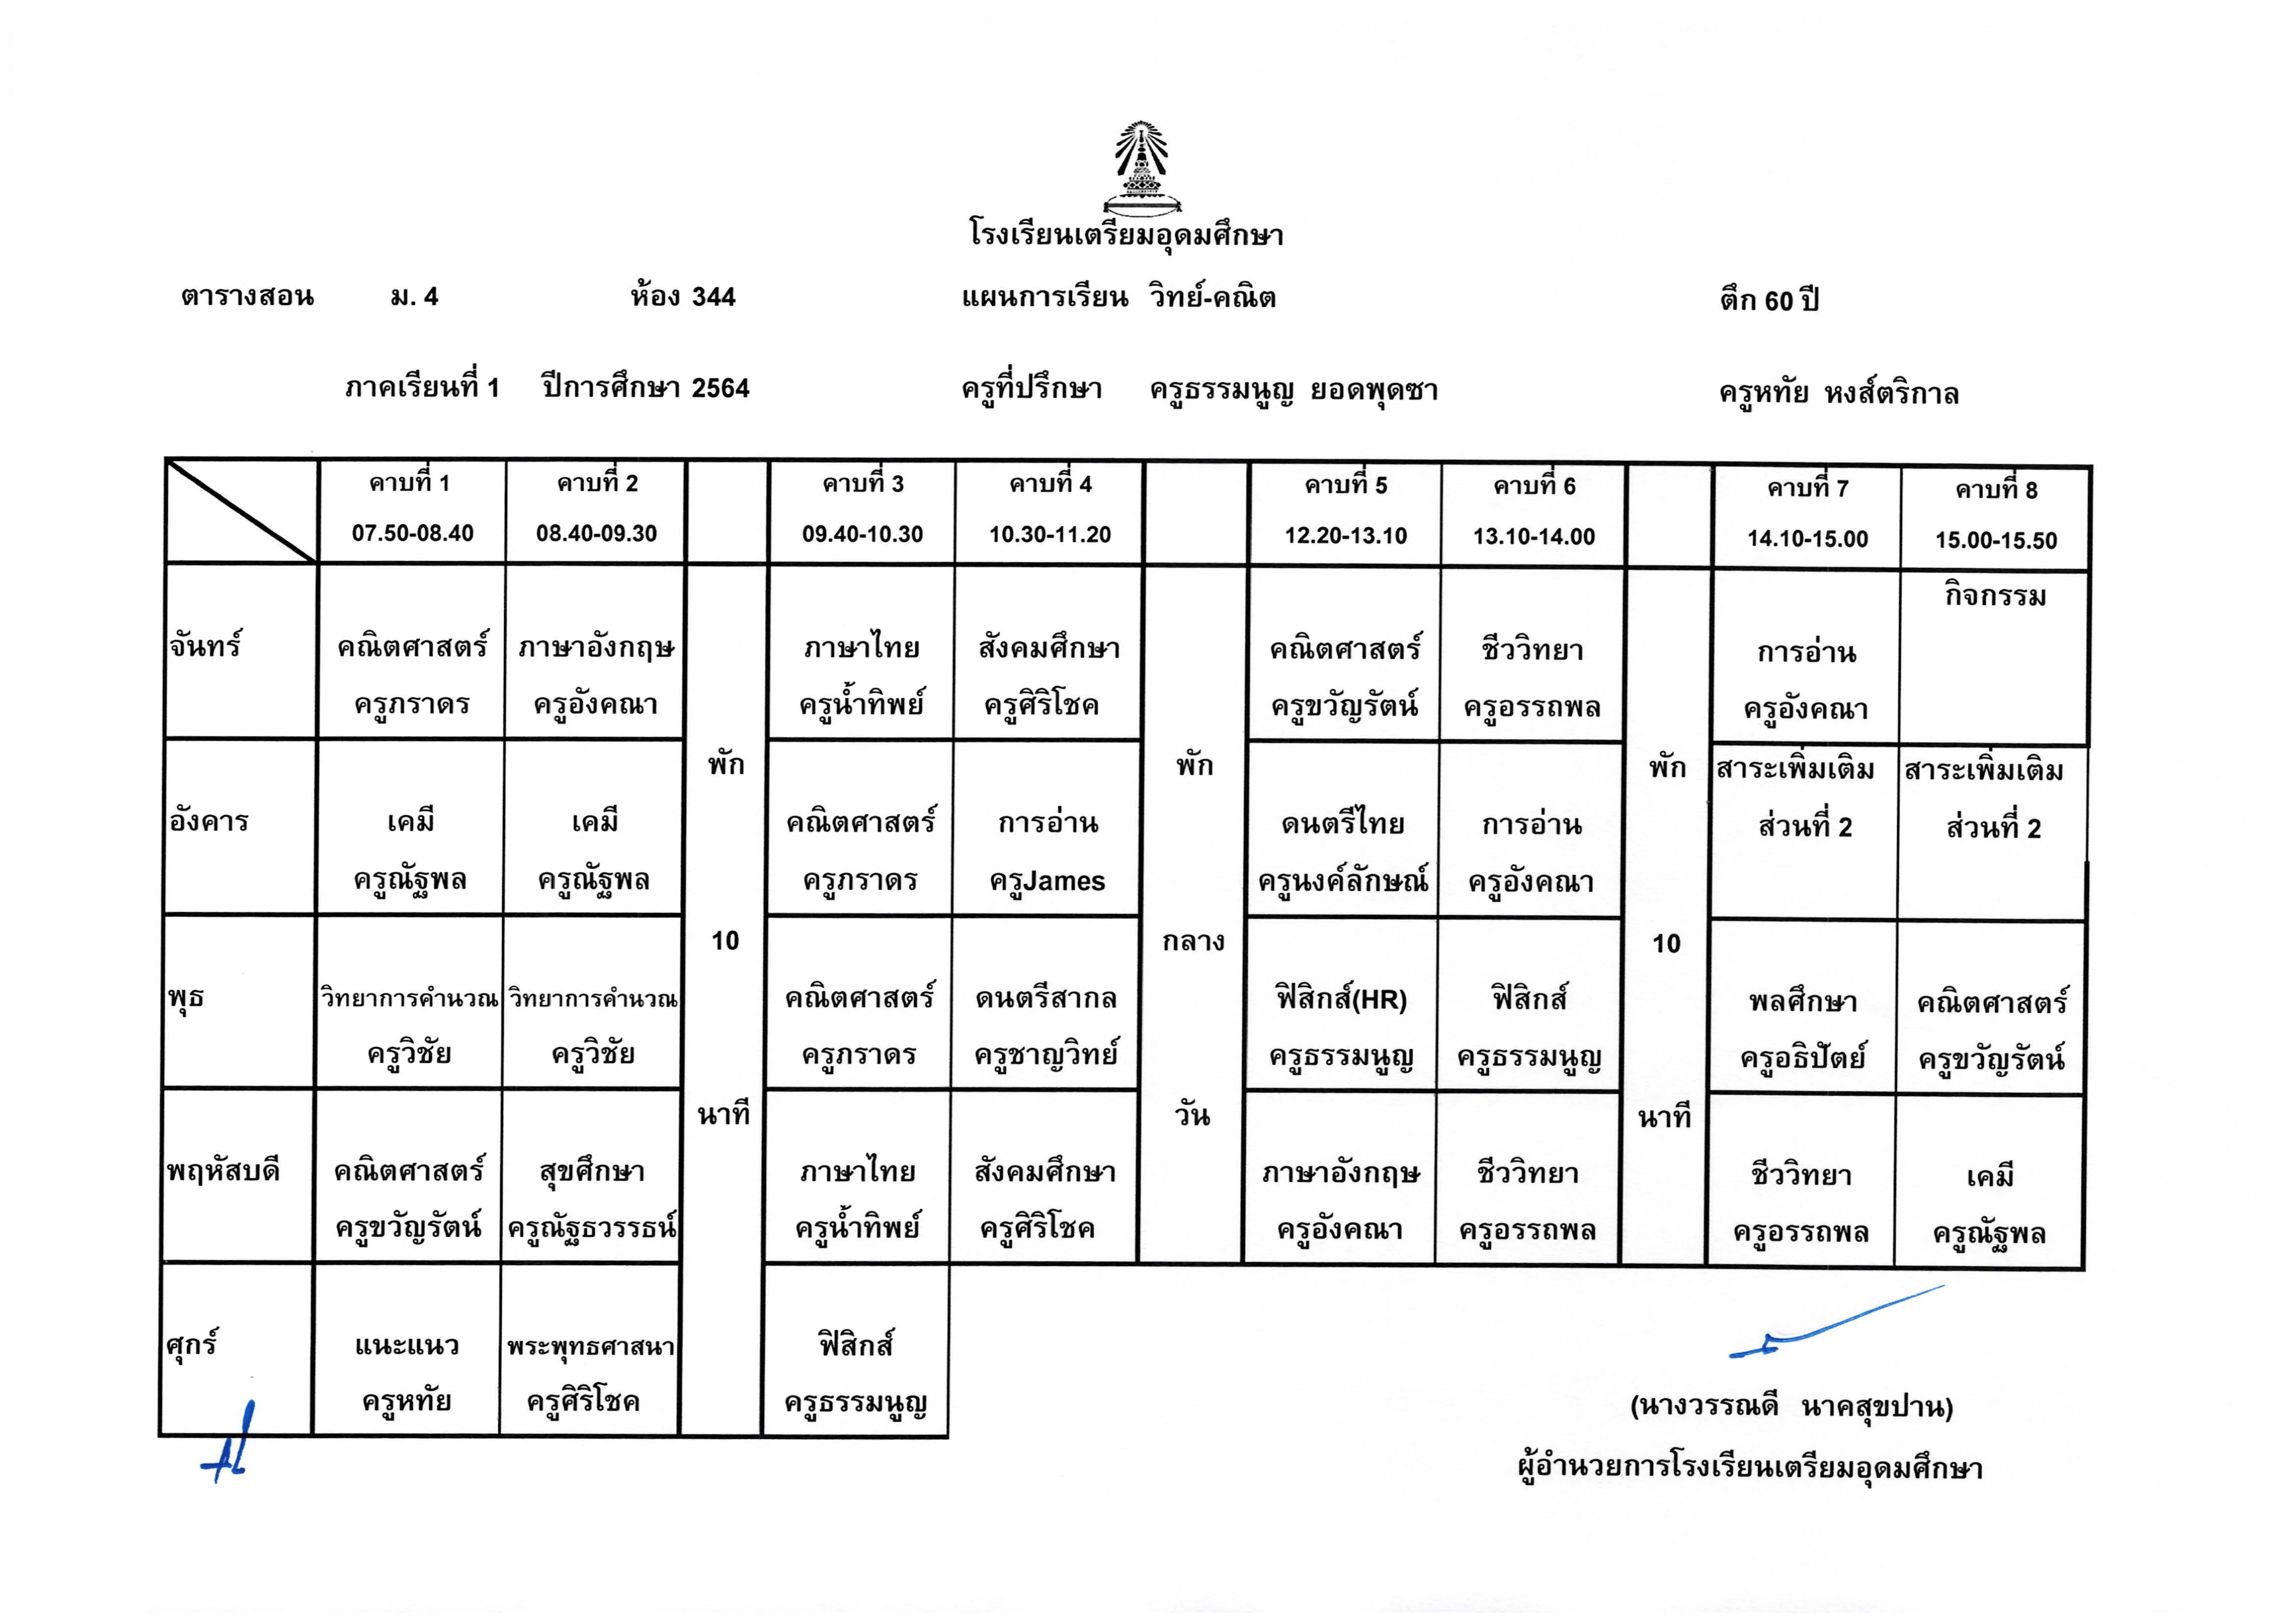 โรงเรียนเตรียมอุดมศึกษา
ตารางสอน ม. 4 ห้อง 344 แผนการเรียน วิทย์-คณิต ตึก 60 ปี
ภาคเรียนที่ 1 ปีการศึกษา 2564 ครูที่ปรึกษา ครูธรรมนูญ ยอดพุดซา ครูหทัย หงส์ตริกาล
คาบที่ 1 คาบที่ 2 คาบที่ 3 คาบที่ 4 คาบที่ 5 คาบที่ 6 คาบที่ 7 คาบที่ 8
07.50-08.40 08.40-09.30 09.40-10.30 10.30-11.20 12.20-13.10 13.10-14.00 14.10-15.00 15.00-15.50
กิจกรรม
จันทร์ คณิตศาสตร์ ภาษาอังกฤษ ภาษาไทย สังคมศึกษา คณิตศาสตร์ ชีววิทยา การอ่าน
ครูภราดร ครูอังคณา ครูน้ำทิพย์ ครูศิริโชค ครูขวัญรัตน์ ครูอรรถพล ครูอังคณา
พัก พัก พัก สาระเพิ่มเติม สาระเพิ่มเติม
อังคาร เคมี เคมี คณิตศาสตร์ การอ่าน ดนตรีไทย การอ่าน ส่วนที่ 2 ส่วนที่ 2
ครูณัฐพล ครูณัฐพล ครูภราดร ครูJames ครูนงค์ลักษณ์ ครูอังคณา
10 กลาง 10
พุธ วิทยาการคำนวณ วิทยาการคำนวณ คณิตศาสตร์ ดนตรีสากล ฟิสิกส์(HR) ฟิสิกส์ พลศึกษา คณิตศาสตร์
ครูวิชัย ครูวิชัย ครูภราดร ครูชาญวิทย์ ครูธรรมนูญ ครูธรรมนูญ ครูอธิปัตย์ ครูขวัญรัตน์
นาที วัน นาที
พฤหัสบดี คณิตศาสตร์ สุขศึกษา ภาษาไทย สังคมศึกษา ภาษาอังกฤษ ชีววิทยา ชีววิทยา เคมี
ครูขวัญรัตน์ ครูณัฐธวรรธน์ ครูน้ำทิพย์ ครูศิริโชค ครูอังคณา ครูอรรถพล ครูอรรถพล ครูณัฐพล
ศุกร์ แนะแนว พระพุทธศาสนา ฟิสิกส์
ครูหทัย ครูศิริโชค ครูธรรมนูญ
(นางวรรณดี นาคสุขปาน)
ผู้อำนวยการโรงเรียนเตรียมอุดมศึกษา